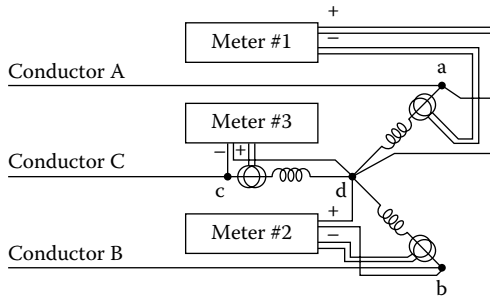 +
Meter #1
−
Conductor A
a
Meter #3
− +
Conductor C
c
d
+
Meter #2
−
Conductor B
b